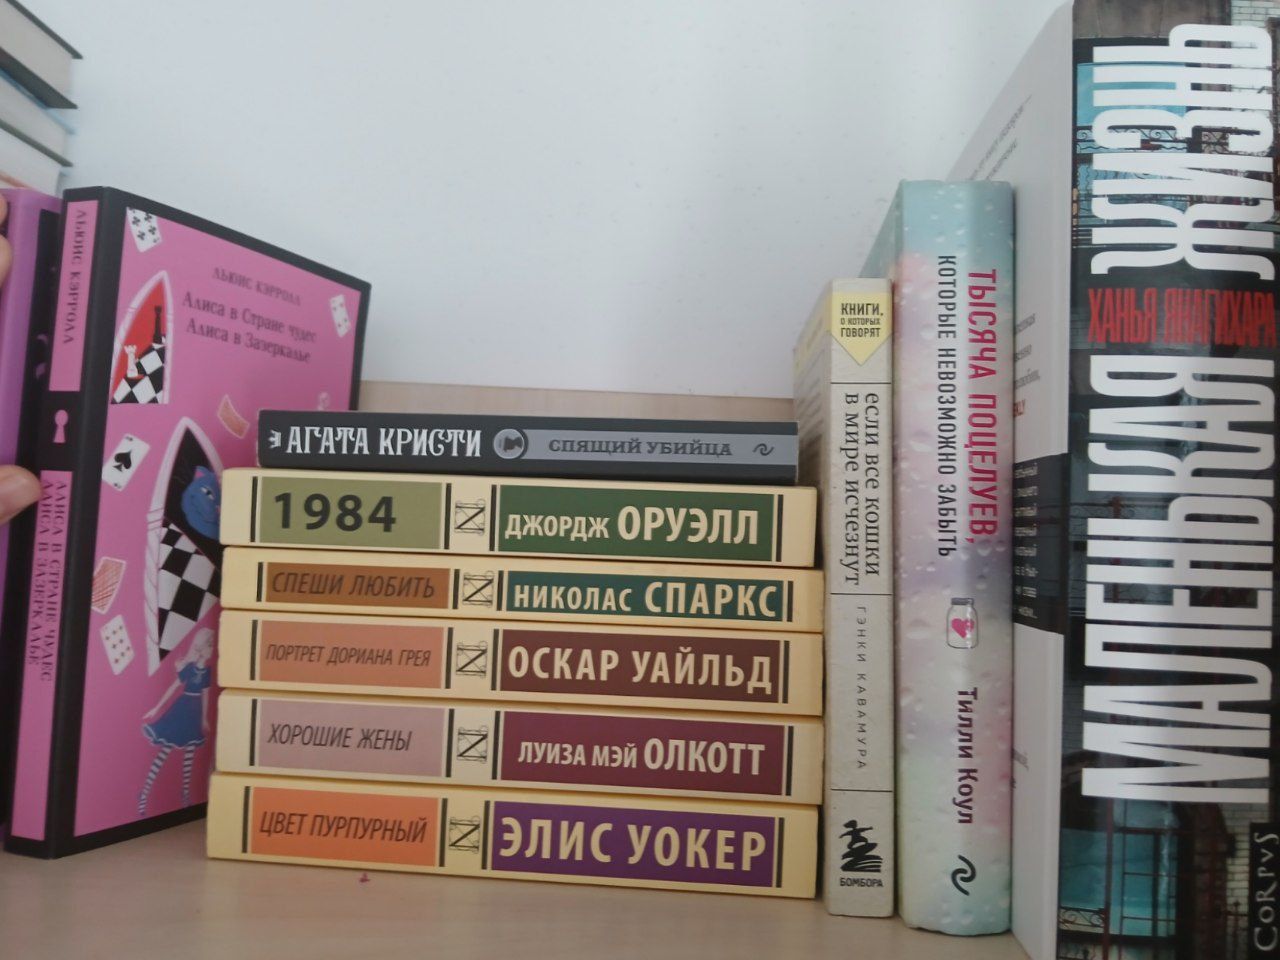 ЛЬЮИС КЭРРОЛЛ
АЛИСА В СТРАНЕ ЧУДЕС
АЛИСА В ЗАЗЕРКАЛЬЕ
ЛЬЮИС КЭРРОЛЛ
Алиса в Стране чудес
Алиса в Зазеркалье
АГАТА КРИСТИ СПЯЩИЙ УБИЙЦА
1984 ДЖОРДЖ ОРУЭЛЛ
СПЕШИ ЛЮБИТЬ НИКОЛАС СПАРКС
ПОРТРЕТ ДОРИАНА ГРЕЯ ОСКАР УАЙЛЬД
ХОРОШИЕ ЖЕНЫ ЛУИЗА МЭЙ ОЛКОТТ
ЦВЕТ ПУРПУРНЫЙ ЭЛИС УОКЕР
КНИГИ,
О КОТОРЫХ
ГОВОРЯТ
если все кошки
в мире исчезнут
ГЭНКИ КАВАМУРА
БОМБОРА
ТЫСЯЧА ПОЦЕЛУЕВ,
КОТОРЫЕ НЕВОЗМОЖНО ЗАБЫТЬ
Тилли Коул
МАЛЕНЬКАЯ ЖИЗНЬ
ХАНЬЯ ЯНАГИХАРА
CORPVS